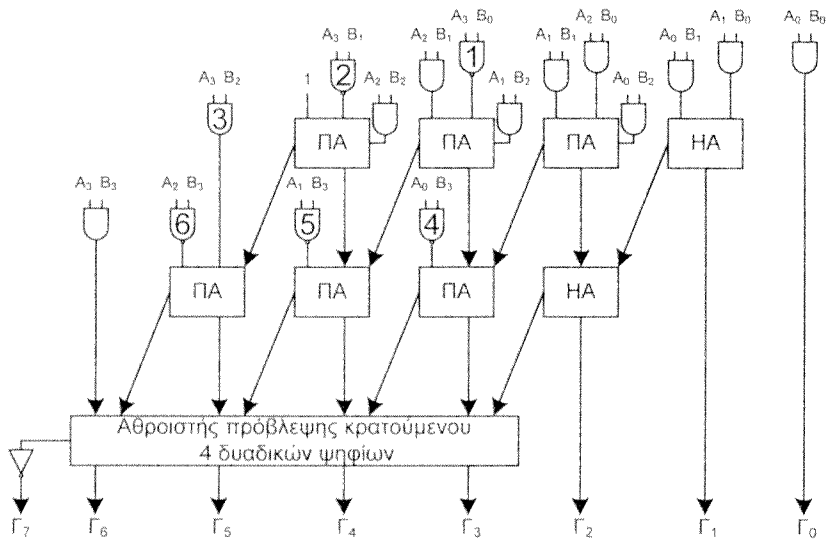 A₀ B₀
A₁ B₀
A₂ B₀
A₃ B₀
A₀ B₁
A₁ B₁
A₂ B₁
A₃ B₁
1
A₃ B₂
A₂ B₂
A₁ B₂
A₀ B₂
1
2
3
ΠΑ
ΠΑ
ΠΑ
ΗΑ
A₃ B₃
A₂ B₃
A₁ B₃
A₀ B₃
6
5
4
ΠΑ
ΠΑ
ΠΑ
ΗΑ
Αθροιστής πρόβλεψης κρατούμενου
4 δυαδικών ψηφίων
Γ₇ Γ₆ Γ₅ Γ₄ Γ₃ Γ₂ Γ₁ Γ₀